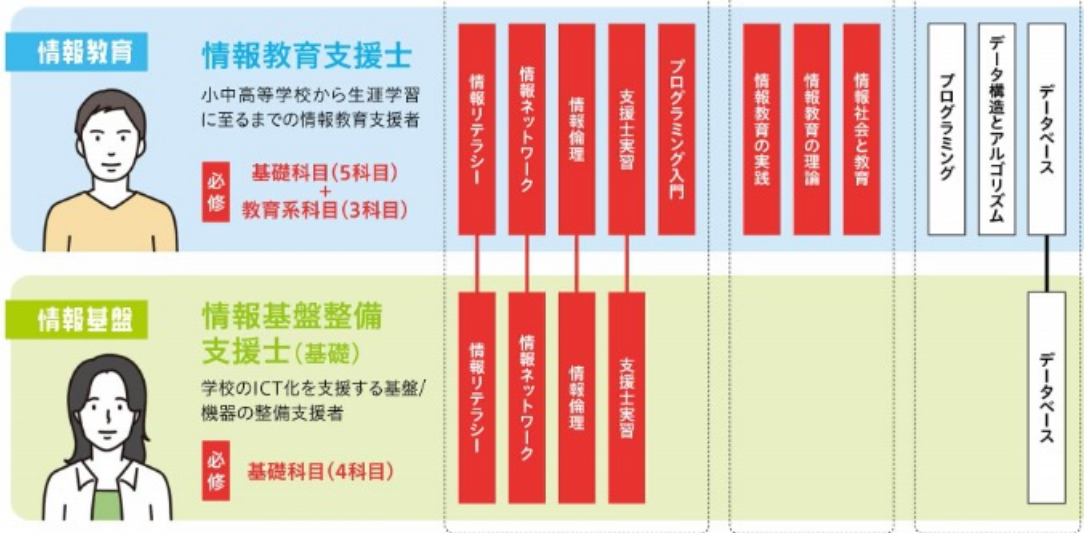 情報教育
情報教育支援士
小中高等学校から生涯学習
に至るまでの情報教育支援者
必修
基礎科目(5科目)
+
教育系科目(3科目)
情報リテラシー
情報ネットワーク
情報倫理
支援士実習
プログラミング入門
情報教育の実践
情報教育の理論
情報社会と教育
プログラミング
データ構造とアルゴリズム
データベース
情報基盤
情報基盤整備
支援士(基礎)
学校のICT化を支援する基盤/
機器の整備支援者
必修
基礎科目(4科目)
情報リテラシー
情報ネットワーク
情報倫理
支援士実習
データベース